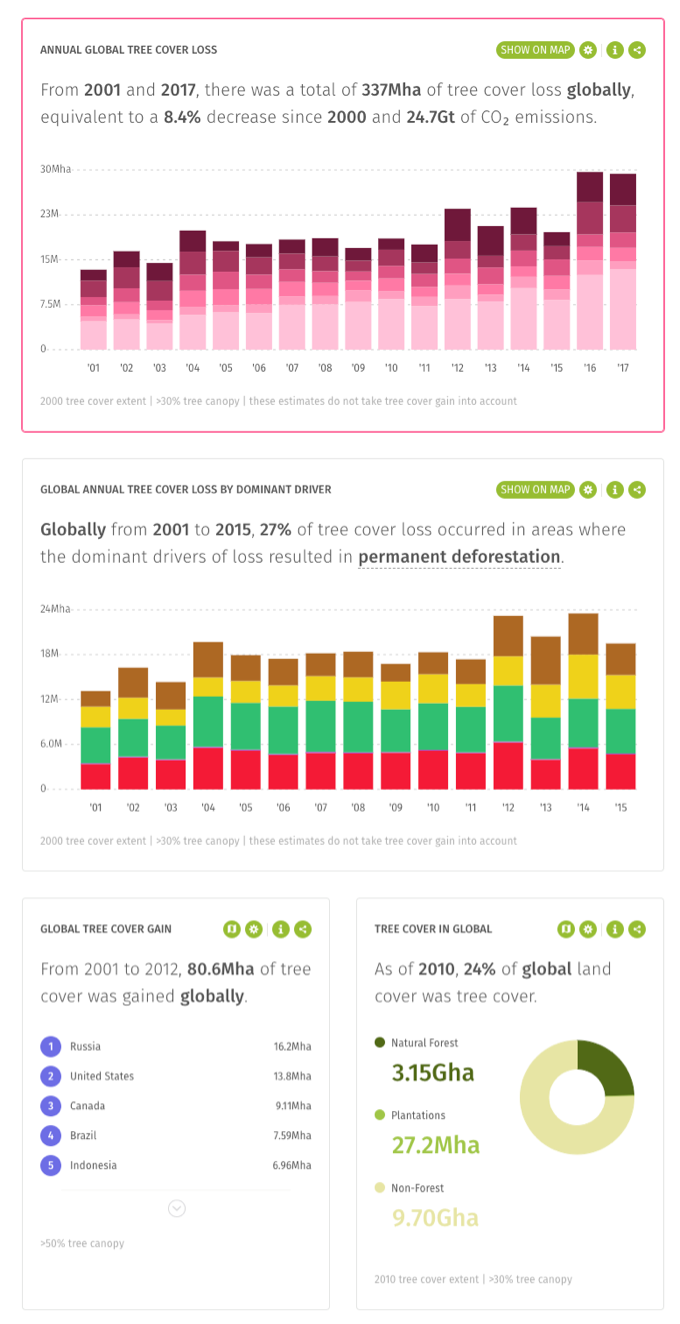 ANNUAL GLOBAL TREE COVER LOSS
SHOW ON MAP
From 2001 and 2017, there was a total of 337Mha of tree cover loss globally,
equivalent to a 8.4% decrease since 2000 and 24.7Gt of CO₂ emissions.
30Mha
23M
15M
7.5M
0
'01 '02 '03 '04 '05 '06 '07 '08 '09 '10 '11 '12 '13 '14 '15 '16 '17
2000 tree cover extent | >30% tree canopy | these estimates do not take tree cover gain into account
GLOBAL ANNUAL TREE COVER LOSS BY DOMINANT DRIVER
SHOW ON MAP
Globally from 2001 to 2015, 27% of tree cover loss occurred in areas where
the dominant drivers of loss resulted in permanent deforestation.
24Mha
18M
12M
6.0M
0
'01 '02 '03 '04 '05 '06 '07 '08 '09 '10 '11 '12 '13 '14 '15
2000 tree cover extent | >30% tree canopy | these estimates do not take tree cover gain into account
GLOBAL TREE COVER GAIN
From 2001 to 2012, 80.6Mha of tree
cover was gained globally.
1 Russia 16.2Mha
2 United States 13.8Mha
3 Canada 9.11Mha
4 Brazil 7.59Mha
5 Indonesia 6.96Mha
>50% tree canopy
TREE COVER IN GLOBAL
As of 2010, 24% of global land
cover was tree cover.
Natural Forest
3.15Gha
Plantations
27.2Mha
Non-Forest
9.70Gha
2010 tree cover extent | >30% tree canopy